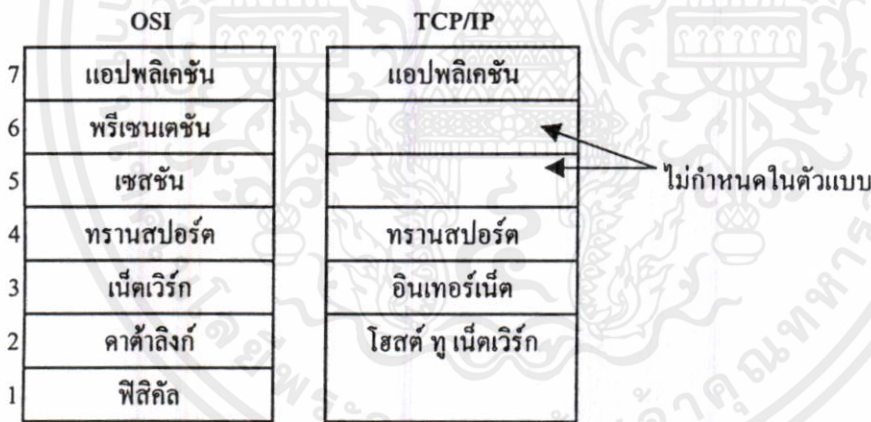 OSI TCP/IP
7 แอปพลิเคชัน แอปพลิเคชัน
6 พรีเซนเตชัน
5 เซสชัน ไม่กำหนดในตัวแบบ
4 ทรานสปอร์ต ทรานสปอร์ต
3 เน็ตเวิร์ก อินเทอร์เน็ต
2 ดาต้าลิงก์ โฮสต์ ทู เน็ตเวิร์ก
1 ฟิสิคัล